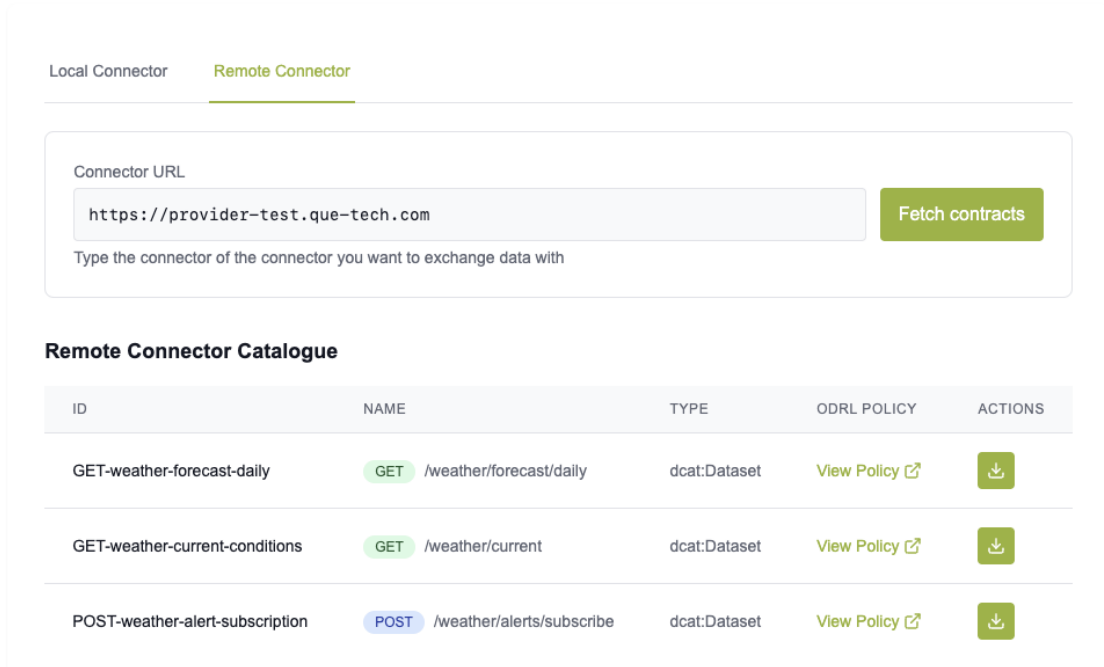 Local Connector Remote Connector
Connector URL
https://provider-test.que-tech.com Fetch contracts
Type the connector of the connector you want to exchange data with
Remote Connector Catalogue
ID NAME TYPE ODRL POLICY ACTIONS
GET-weather-forecast-daily GET /weather/forecast/daily dcat:Dataset View Policy
GET-weather-current-conditions GET /weather/current dcat:Dataset View Policy
POST-weather-alert-subscription POST /weather/alerts/subscribe dcat:Dataset View Policy